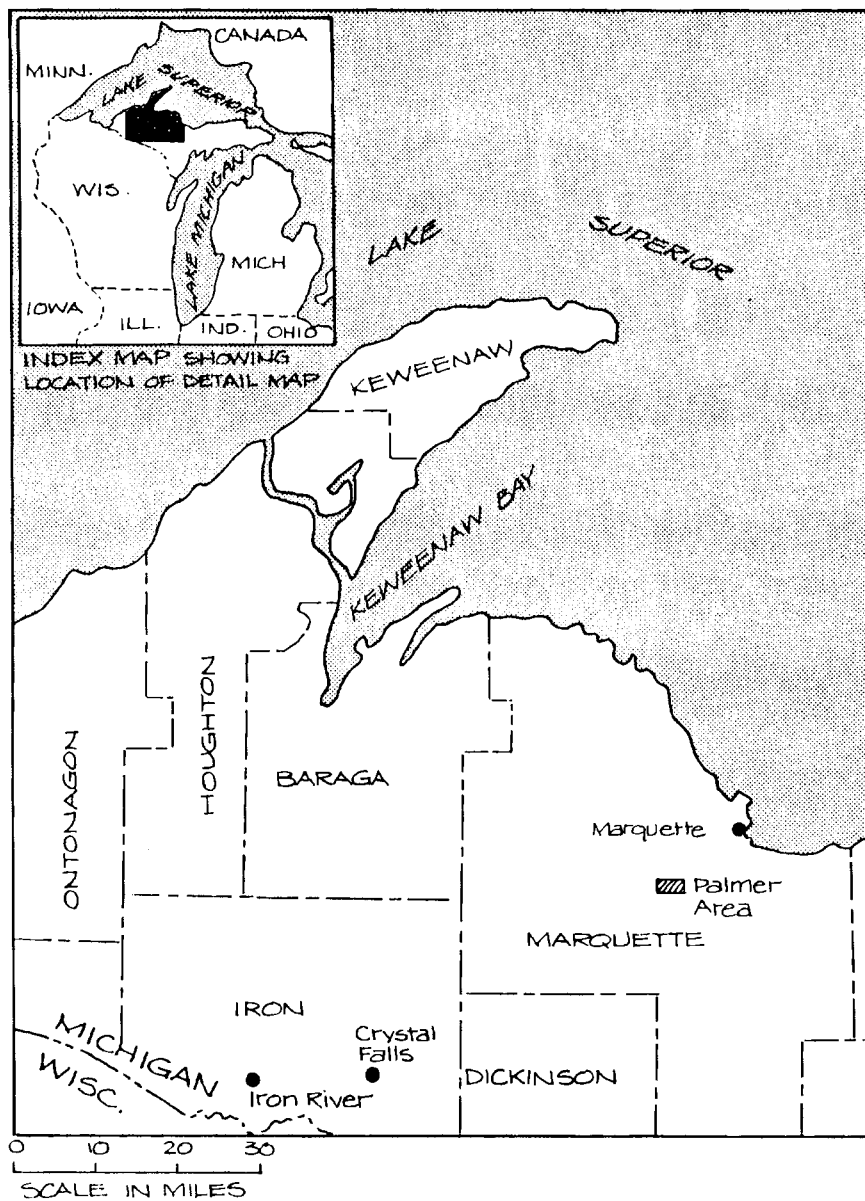 CANADA
MINN.
LAKE SUPERIOR
WIS.
LAKE MICHIGAN
MICH
IOWA
ILL.
IND.
OHIO
INDEX MAP SHOWING
LOCATION OF DETAIL MAP
LAKE SUPERIOR
KEWEENAW
KEWEENAW BAY
ONTONAGON
HOUGHTON
BARAGA
Marquette
Palmer
Area
MARQUETTE
IRON
Crystal
Falls
MICHIGAN
WISC.
Iron River
DICKINSON
0 10 20 30
SCALE IN MILES